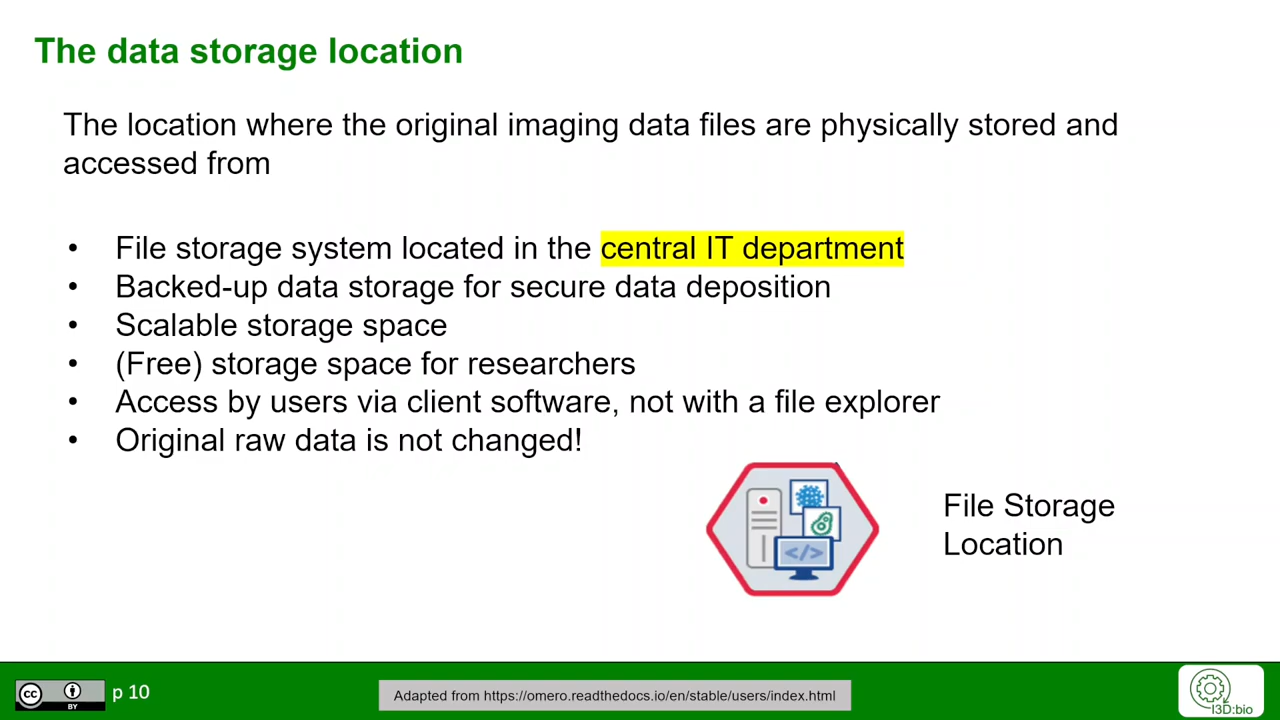 The data storage location
The location where the original imaging data files are physically stored and
accessed from
• File storage system located in the central IT department
• Backed-up data storage for secure data deposition
• Scalable storage space
• (Free) storage space for researchers
• Access by users via client software, not with a file explorer
• Original raw data is not changed!
</>
File Storage
Location
cc
BY
p 10
Adapted from https://omero.readthedocs.io/en/stable/users/index.html
I3D:bio